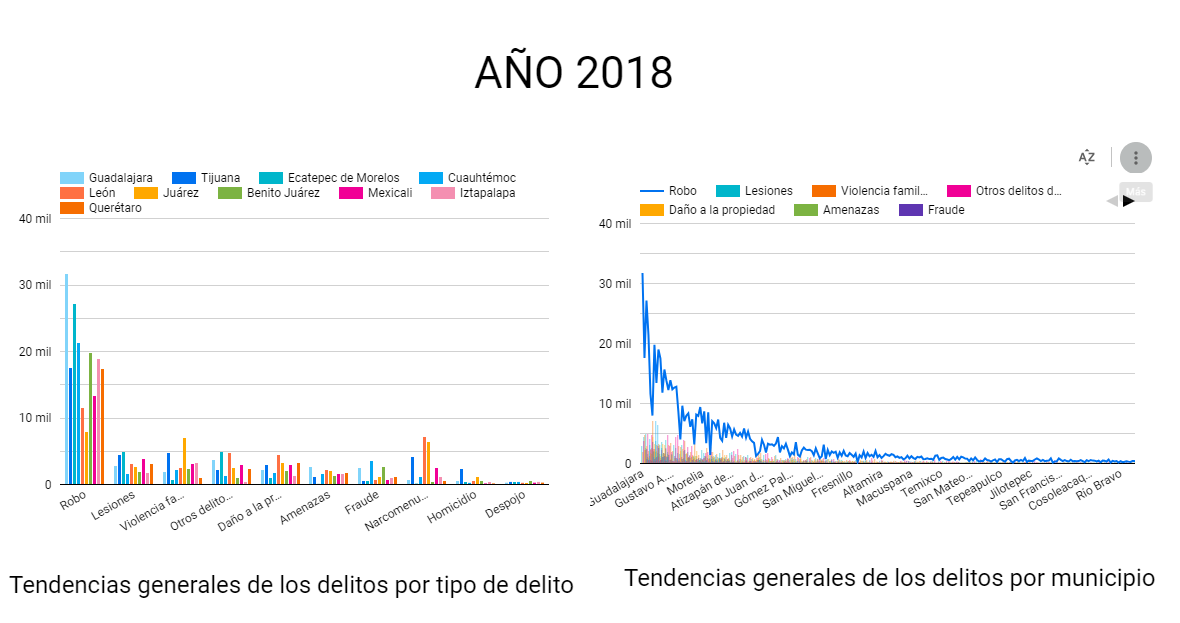 AÑO 2018
Guadalajara Tijuana Ecatepec de Morelos Cuauhtémoc
León Juárez Benito Juárez Mexicali Iztapalapa
Querétaro
40 mil
30 mil
20 mil
10 mil
0
Robo Lesiones Violencia fa... Otros delito... Daño a la pr... Amenazas Fraude Narcomenu... Homicidio Despojo
Tendencias generales de los delitos por tipo de delito
AZ
Robo Lesiones Violencia famil... Otros delitos d... Más
Daño a la propiedad Amenazas Fraude
40 mil
30 mil
20 mil
10 mil
0
Guadalajara Gustavo A... Morelia Atizapán de... San Juan d... Gómez Pal... San Miguel... Fresnillo Altamira Macuspana Temixco San Mateo... Tepeapulco Jilotepec San Francis... Cosoleacaq... Río Bravo
Tendencias generales de los delitos por municipio